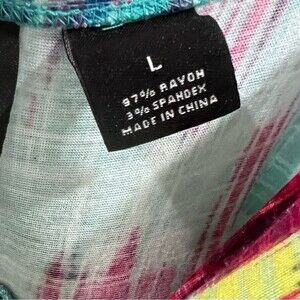 L
97% RAYON
3% SPANDEX
MADE IN CHINA